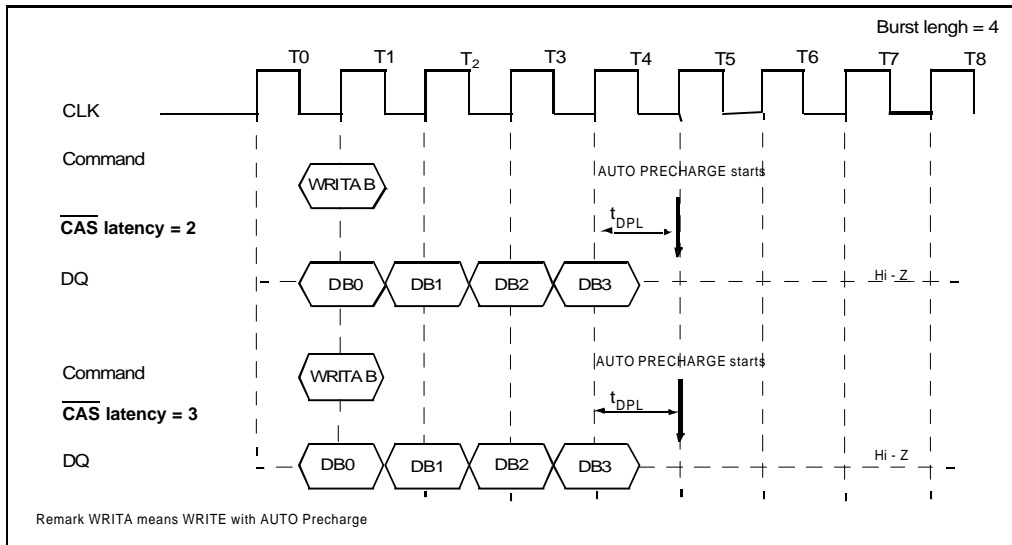 Burst lengh = 4
T0 T1 T2 T3 T4 T5 T6 T7 T8
CLK
Command
WRITA B
AUTO PRECHARGE starts
CAS latency = 2
tDPL
DQ
DB0 DB1 DB2 DB3
Hi - Z
Command
WRITA B
AUTO PRECHARGE starts
CAS latency = 3
tDPL
DQ
DB0 DB1 DB2 DB3
Hi - Z
Remark WRITA means WRITE with AUTO Precharge